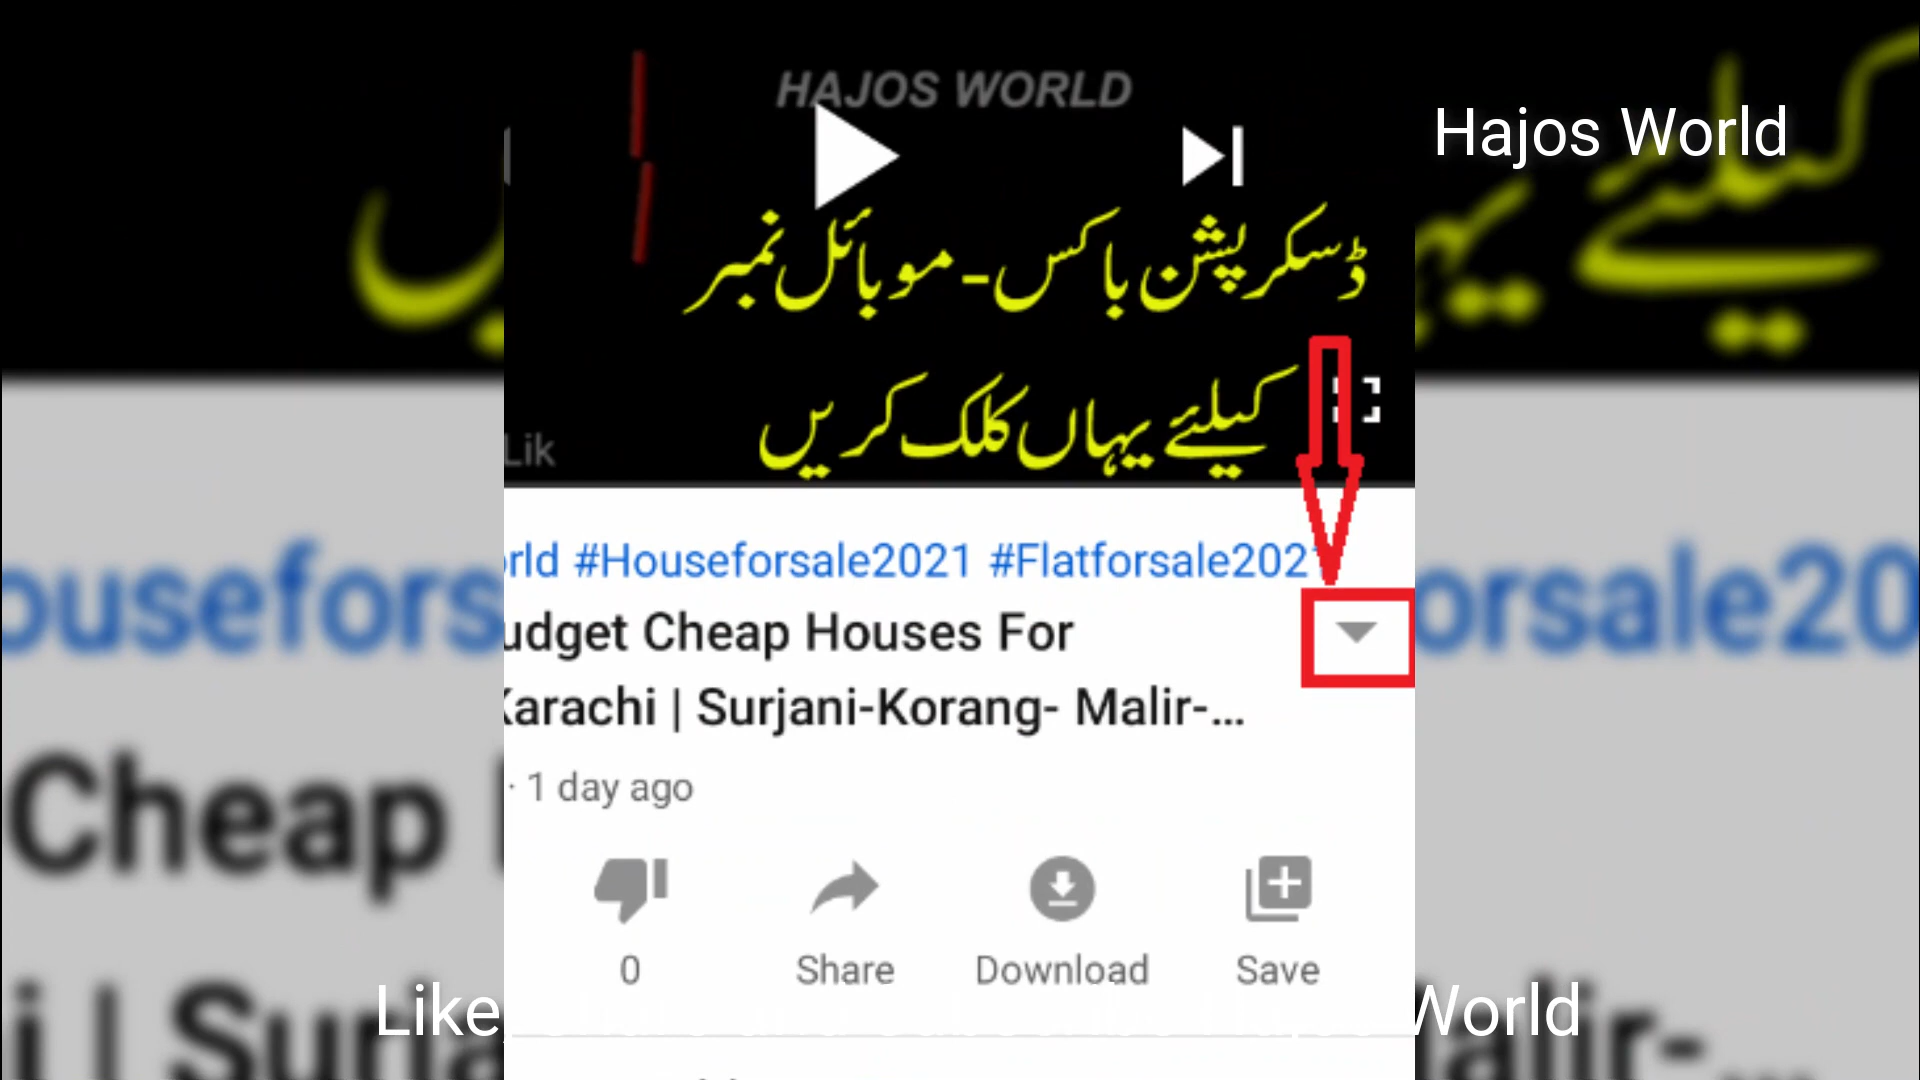 HAJOS WORLD
Hajos World
ڈسکرپشن باکس - موبائل نمبر
کیلئے یہاں کلک کریں
Lik
rld #Houseforsale2021 #Flatforsale202
udget Cheap Houses For
Karachi | Surjani-Korang- Malir-...
· 1 day ago
0 Share Download Save
Like, World